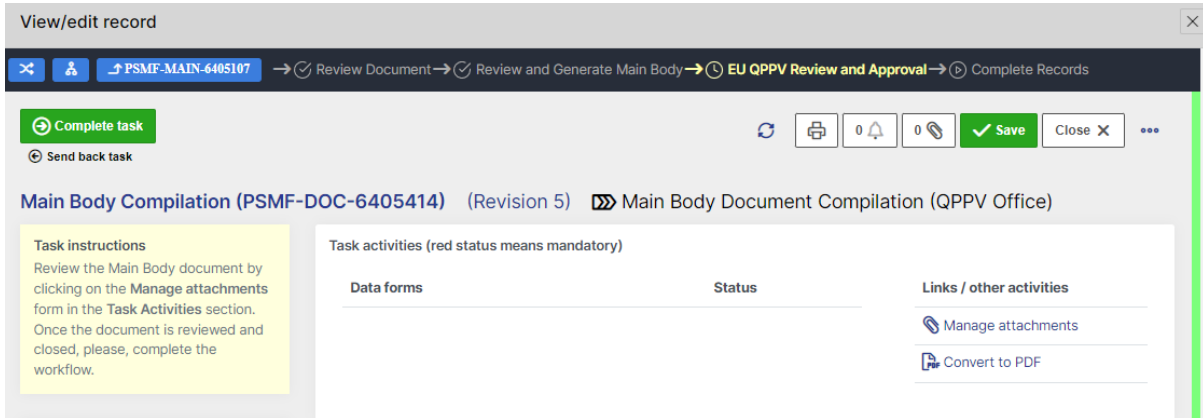 View/edit record
PSMF-MAIN-6405107 Review Document Review and Generate Main Body EU QPPV Review and Approval Complete Records
Complete task
0 0 Save Close X
Send back task
Main Body Compilation (PSMF-DOC-6405414) (Revision 5) Main Body Document Compilation (QPPV Office)
Task instructions
Review the Main Body document by
clicking on the Manage attachments
form in the Task Activities section.
Once the document is reviewed and
closed, please, complete the
workflow.
Task activities (red status means mandatory)
Data forms Status Links / other activities
Manage attachments
PDF Convert to PDF